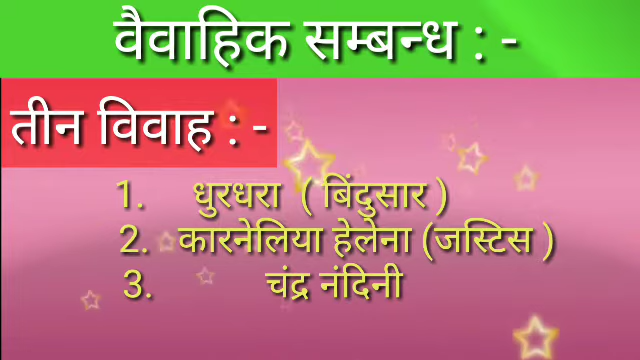 वैवाहिक सम्बन्ध : -
तीन विवाह : -
1. धुरधरा ( बिंदुसार )
2. कारनेलिया हेलेना (जस्टिस )
3. चंद्र नंदिनी